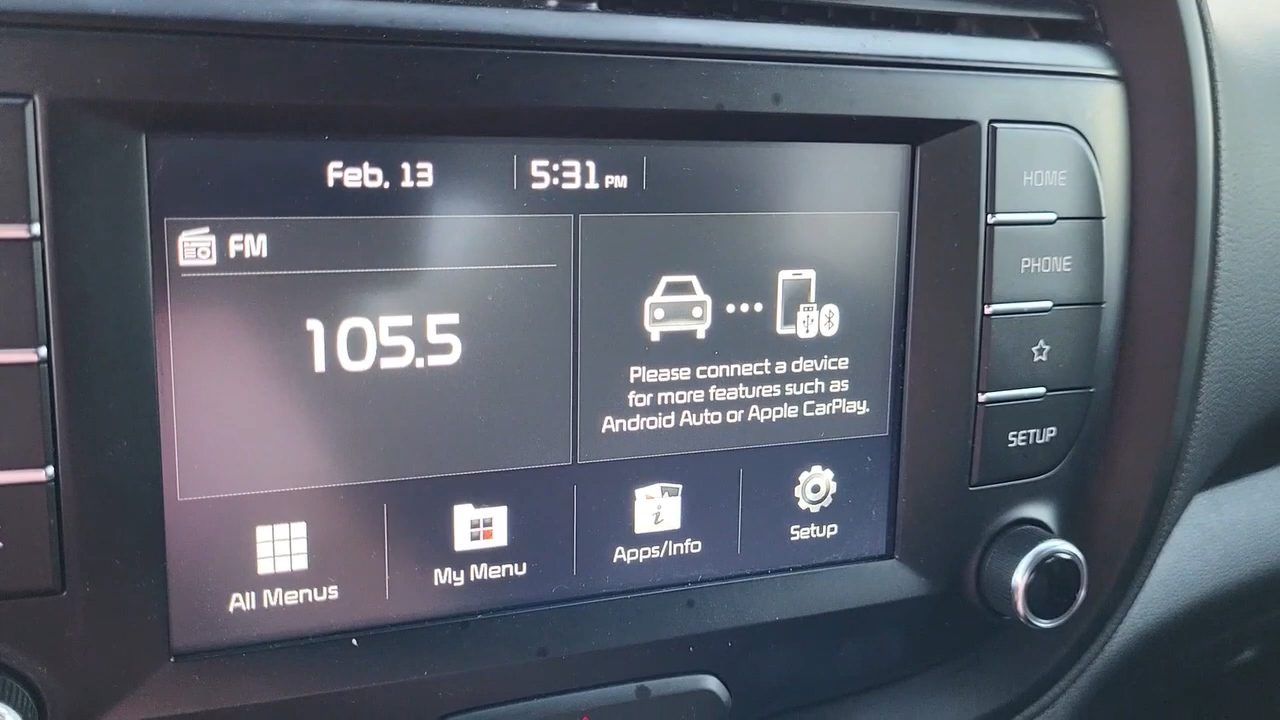 Feb, 13
5:31 PM
FM
105.5
Please connect a device
for more features such as
Android Auto or Apple CarPlay.
All Menus
My Menu
Apps/Info
Setup
HOME
PHONE
SETUP